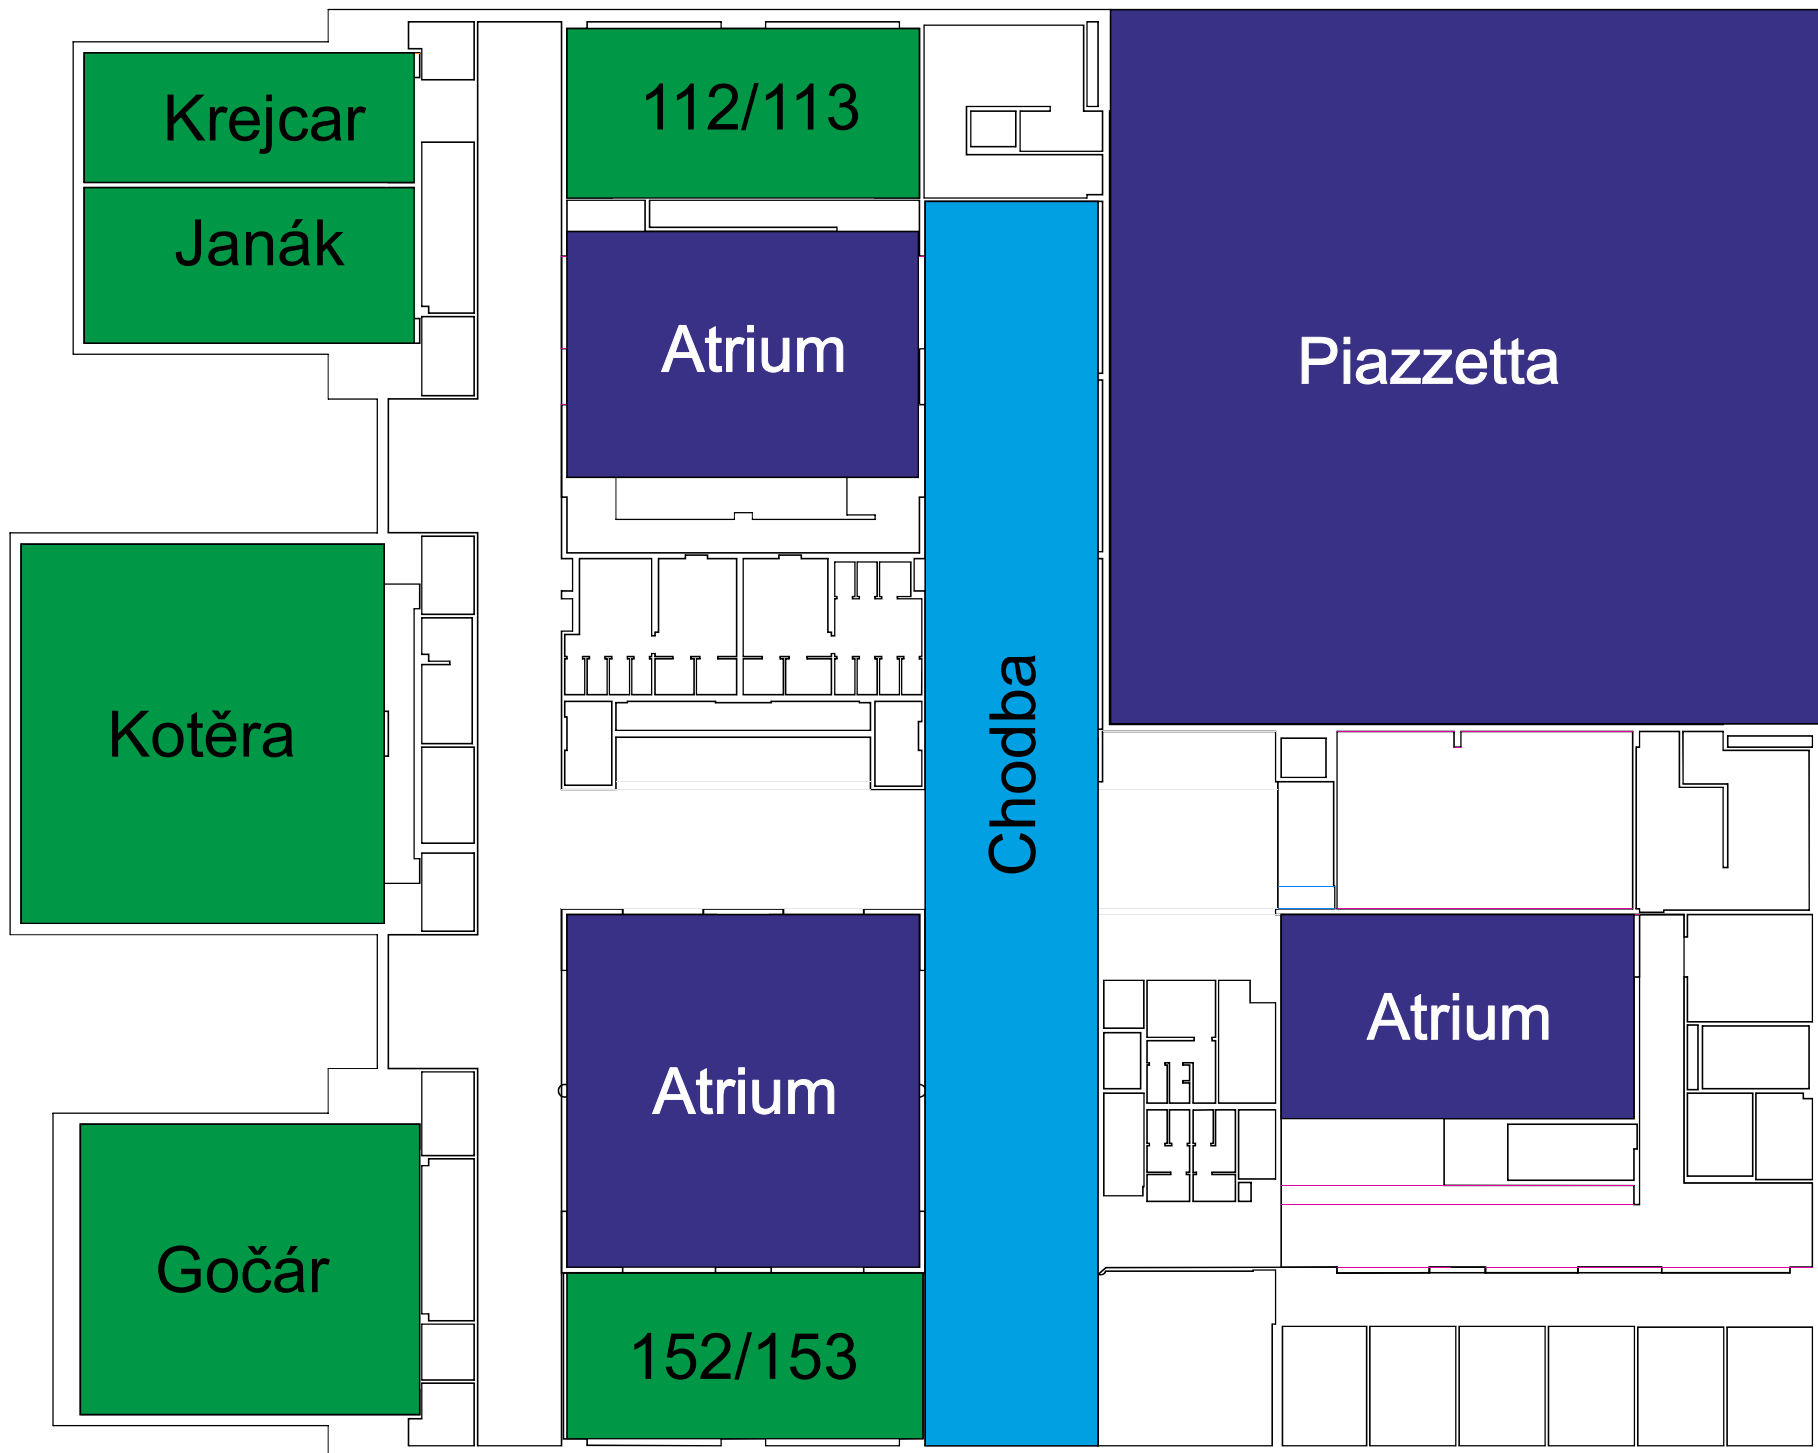 Krejcar
112/113
Janák
Atrium
Piazzetta
Kotěra
Chodba
Atrium
Atrium
Gočár
152/153